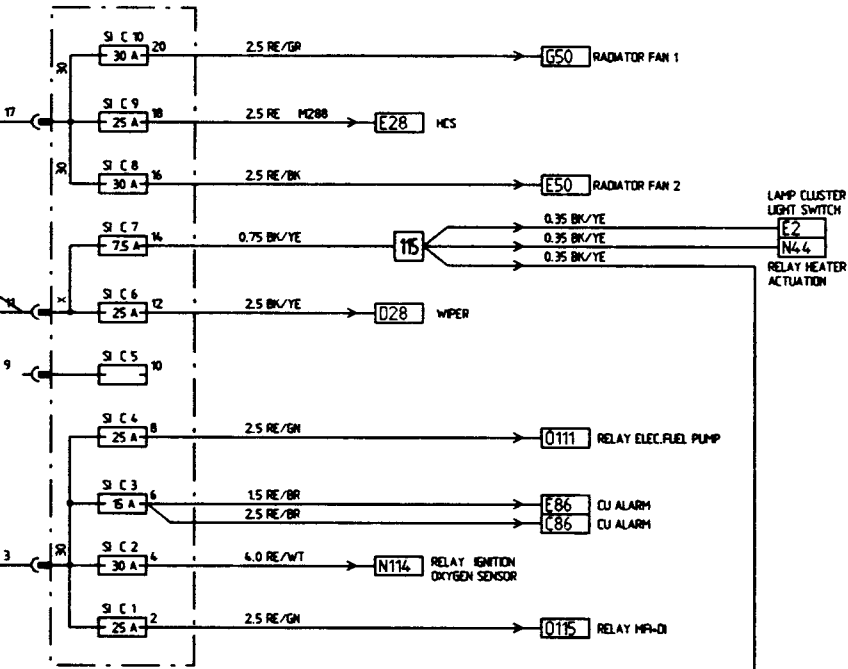 SI C 10
30 A
20
2.5 RE/GR
G50
RADIATOR FAN 1
30
17
SI C 9
25 A
18
2.5 RE M288
E28
HCS
30
SI C 8
30 A
16
2.5 RE/BK
E50
RADIATOR FAN 2
SI C 7
7.5 A
14
0.75 BK/YE
115
0.35 BK/YE
0.35 BK/YE
0.35 BK/YE
LAMP CLUSTER
LIGHT SWITCH
E2
N44
RELAY HEATER
ACTUATION
X
11
SI C 6
25 A
12
2.5 BK/YE
D28
WIPER
9
SI C 5
10
SI C 4
25 A
8
2.5 RE/GN
O111
RELAY ELEC.FUEL PUMP
SI C 3
15 A
6
1.5 RE/BR
2.5 RE/BR
E86
CU ALARM
C86
CU ALARM
3
30
SI C 2
30 A
4
4.0 RE/WT
N114
RELAY IGNITION
OXYGEN SENSOR
SI C 1
25 A
2
2.5 RE/GN
O115
RELAY MFI+DI